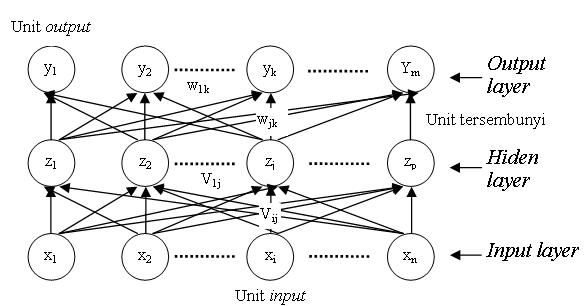 Unit output
y1 y2 yk Ym
Output
layer
w1k
wjk
Unit tersembunyi
z1 z2 zj zp
Hiden
layer
V1j
Vij
x1 x2 xi xn
Input layer
Unit input